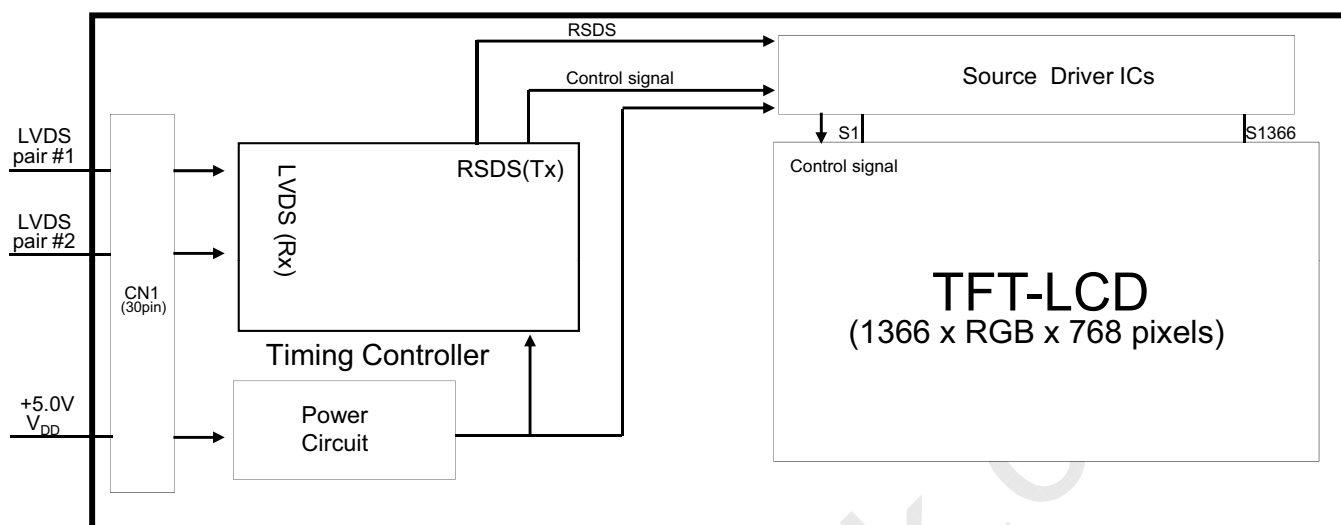 RSDS
Control signal
Source Driver ICs
S1
S1366
LVDS
pair #1
LVDS
pair #2
+5.0V
VDD
CN1
(30pin)
LVDS (Rx)
RSDS(Tx)
Timing Controller
Power
Circuit
Control signal
TFT-LCD
(1366 x RGB x 768 pixels)